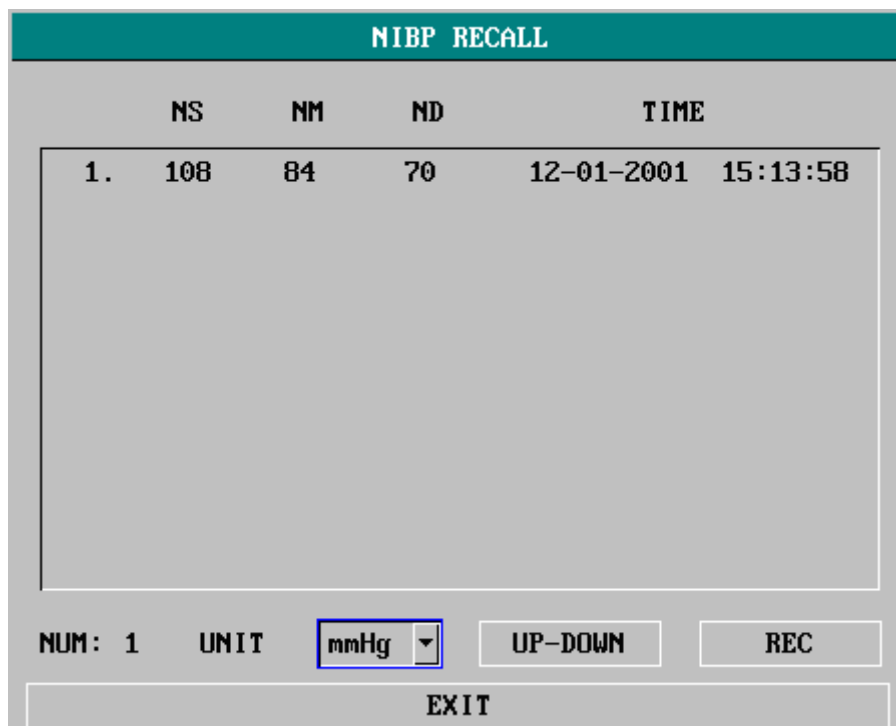 NIBP RECALL
NS NM ND TIME
1. 108 84 70 12-01-2001 15:13:58
NUM: 1 UNIT mmHg UP-DOWN REC
EXIT